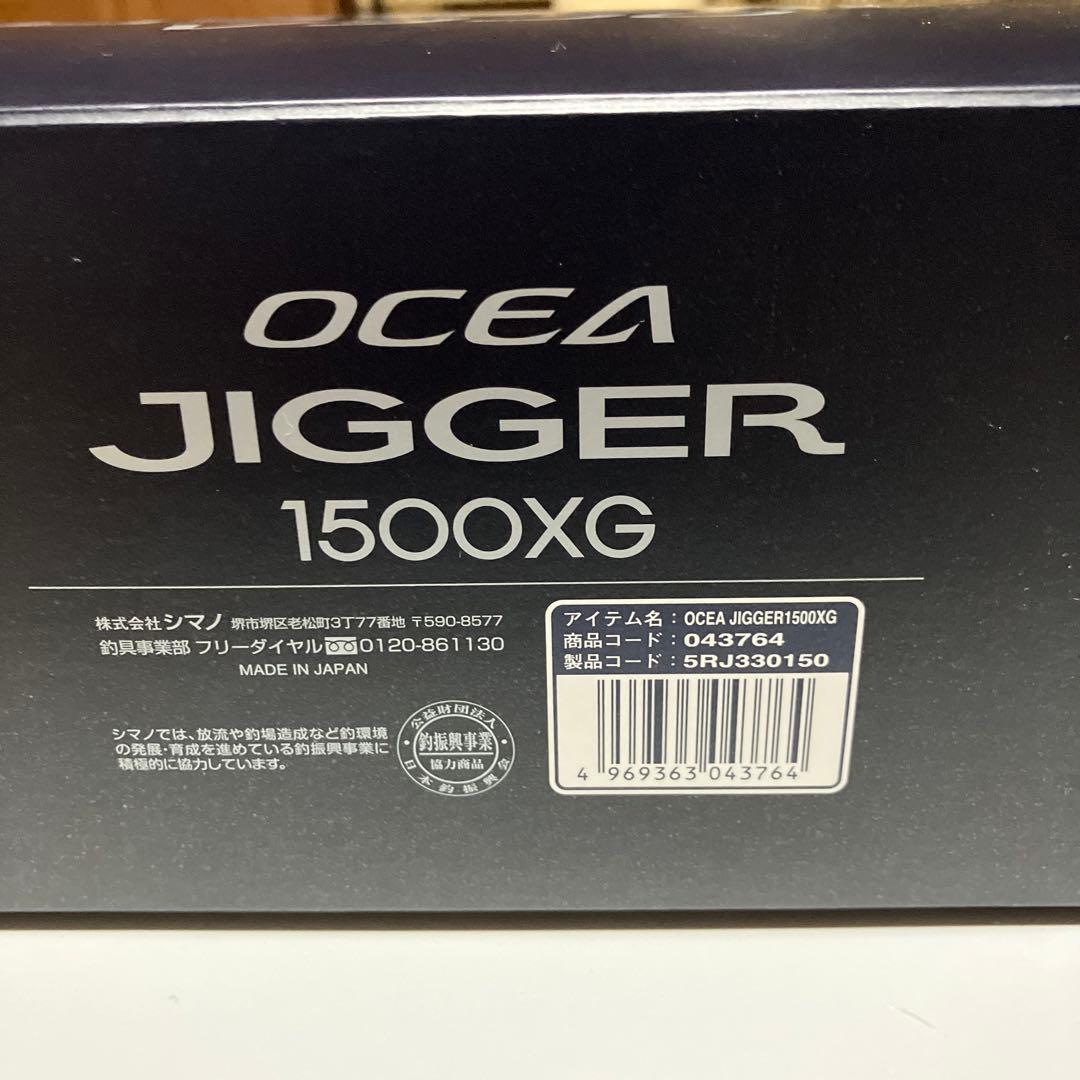 OCEA
JIGGER
1500XG
株式会社シマノ 堺市堺区老松町3丁77番地 〒590-8577
釣具事業部 フリーダイヤル 0120-861130
MADE IN JAPAN
シマノでは、放流や釣場造成など釣環境
の発展・育成を進めている釣振興事業に
積極的に協力しています。
公益財団法人
釣振興事業
協力商品
日本釣振興会
アイテム名：OCEA JIGGER1500XG
商品コード：043764
製品コード：5RJ330150
4 969363 043764